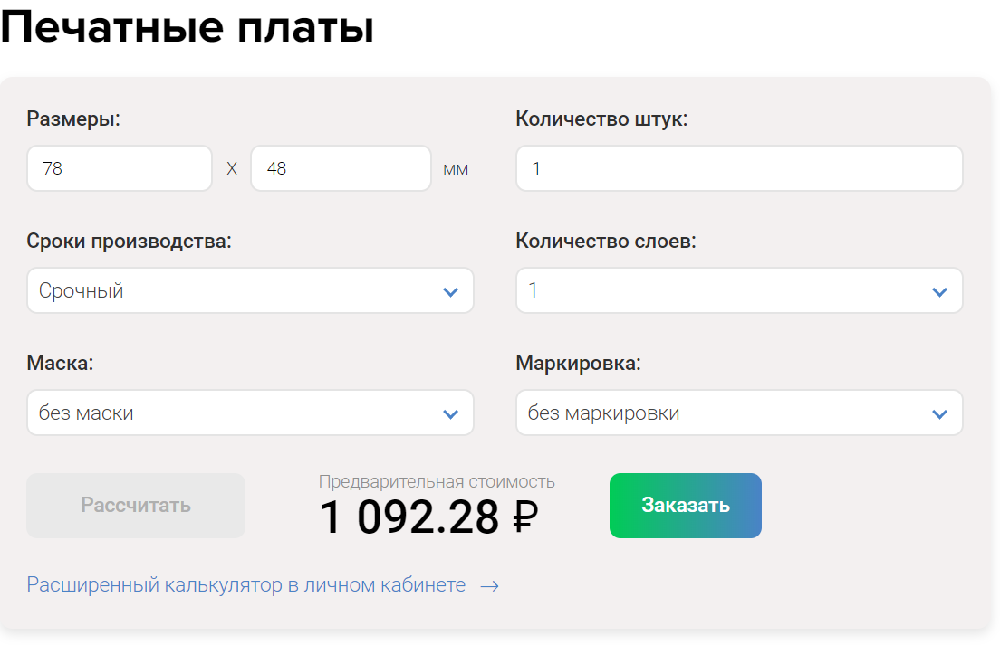 Печатные платы
Размеры:
Количество штук:
78 X 48 мм
1
Сроки производства:
Количество слоев:
Срочный
1
Маска:
Маркировка:
без маски
без маркировки
Рассчитать
Предварительная стоимость
1 092.28 ₽
Заказать
Расширенный калькулятор в личном кабинете →